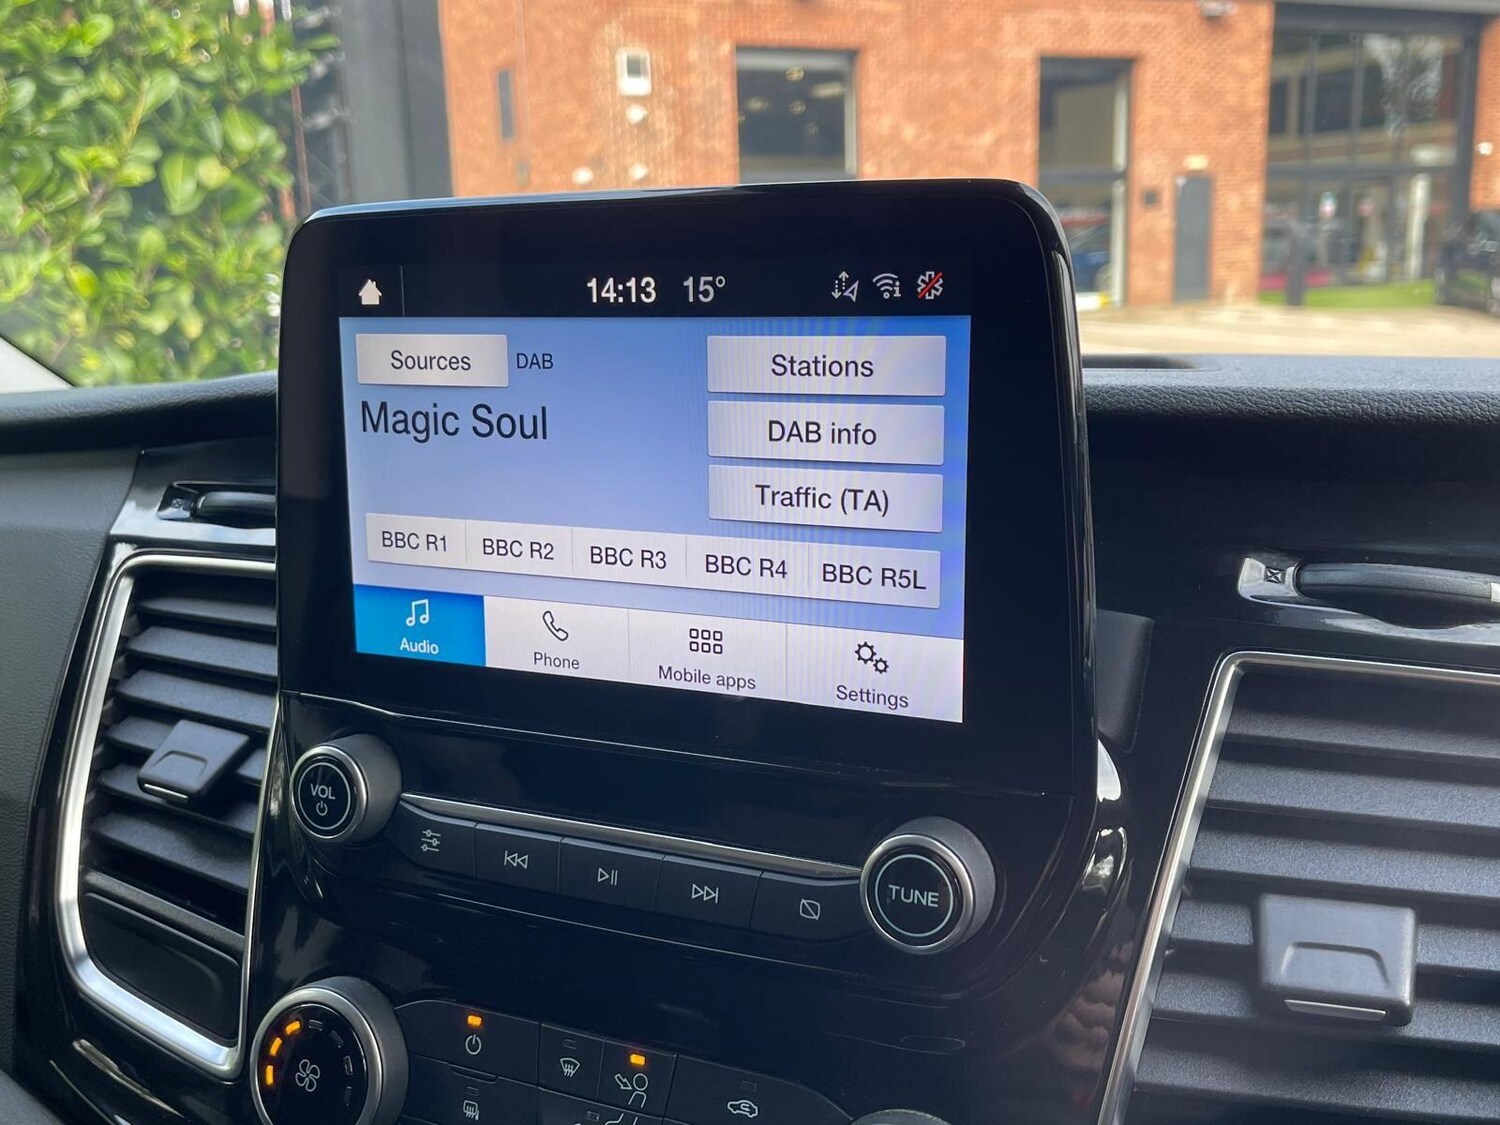 14:13 15°
Sources DAB
Magic Soul
Stations
DAB info
Traffic (TA)
BBC R1 BBC R2 BBC R3 BBC R4 BBC R5L
Audio Phone Mobile apps Settings
VOL
TUNE